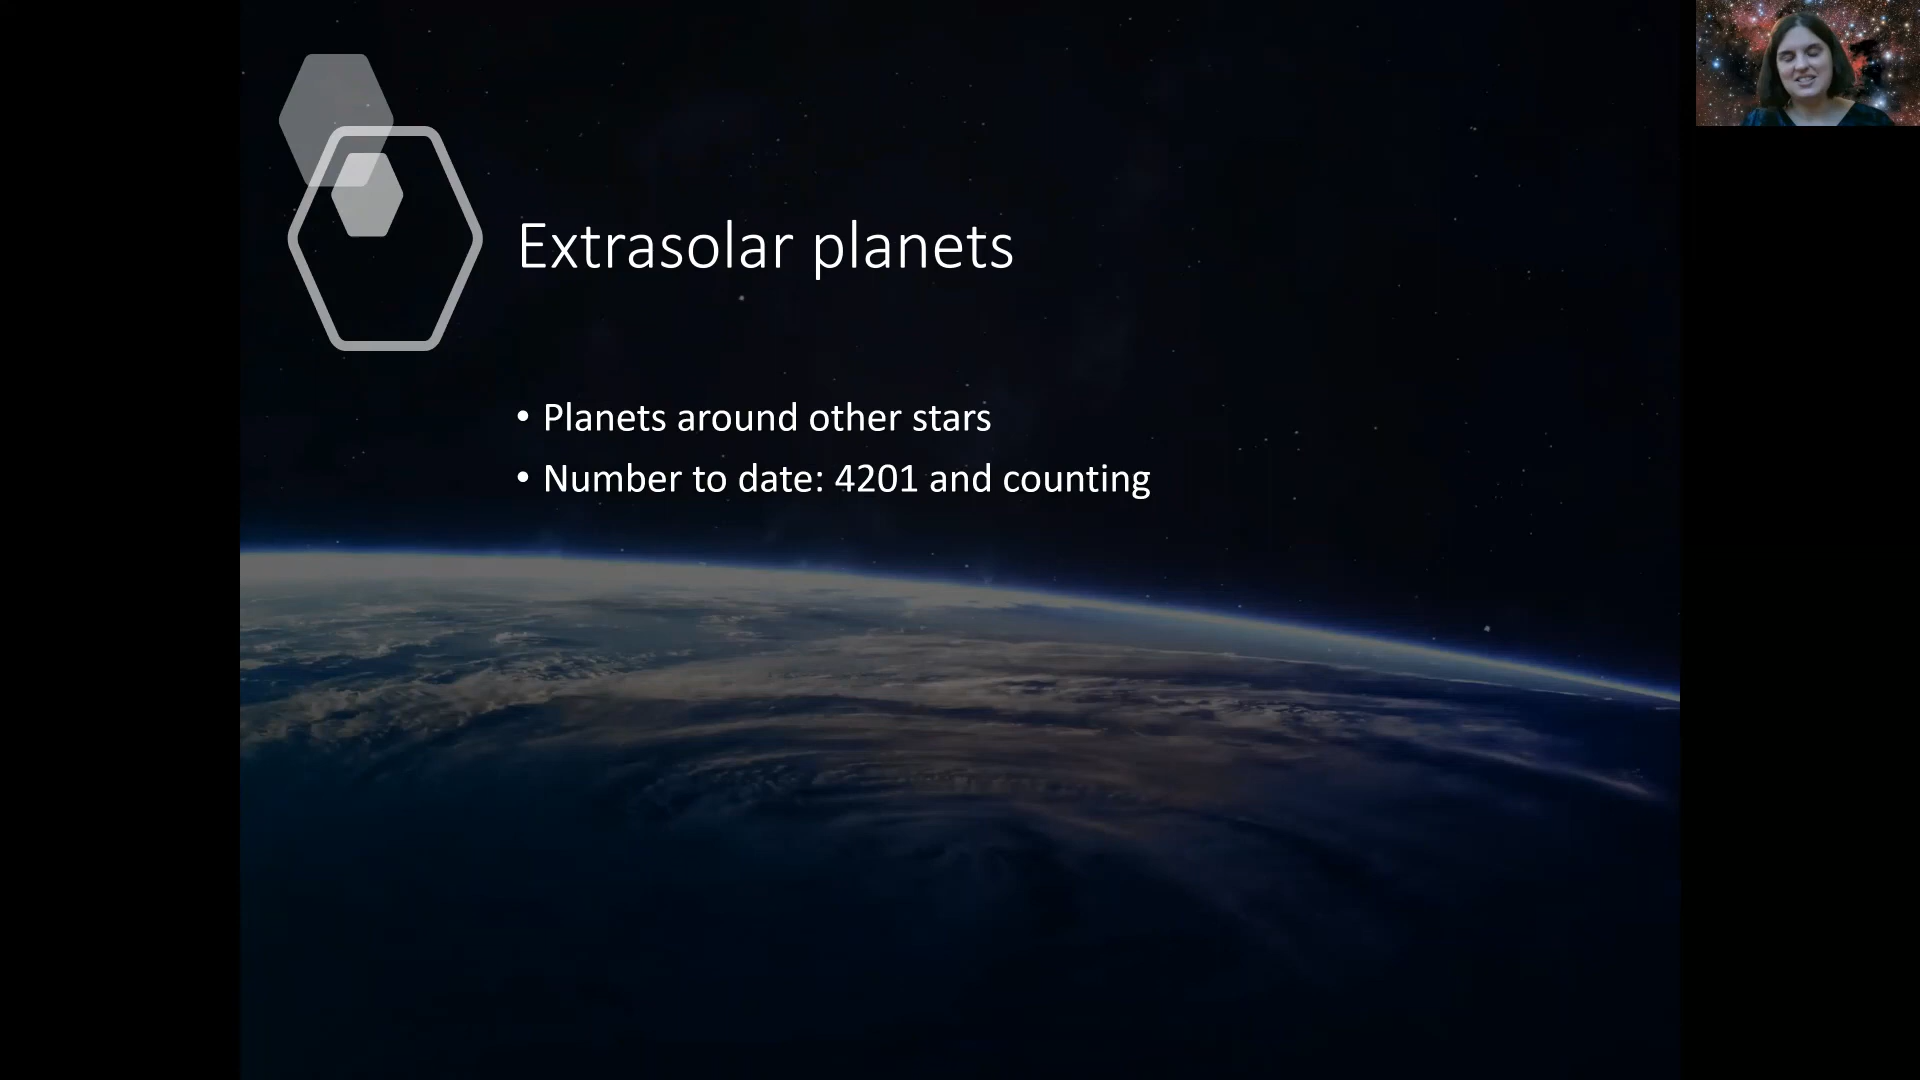 Extrasolar planets
• Planets around other stars
• Number to date: 4201 and counting